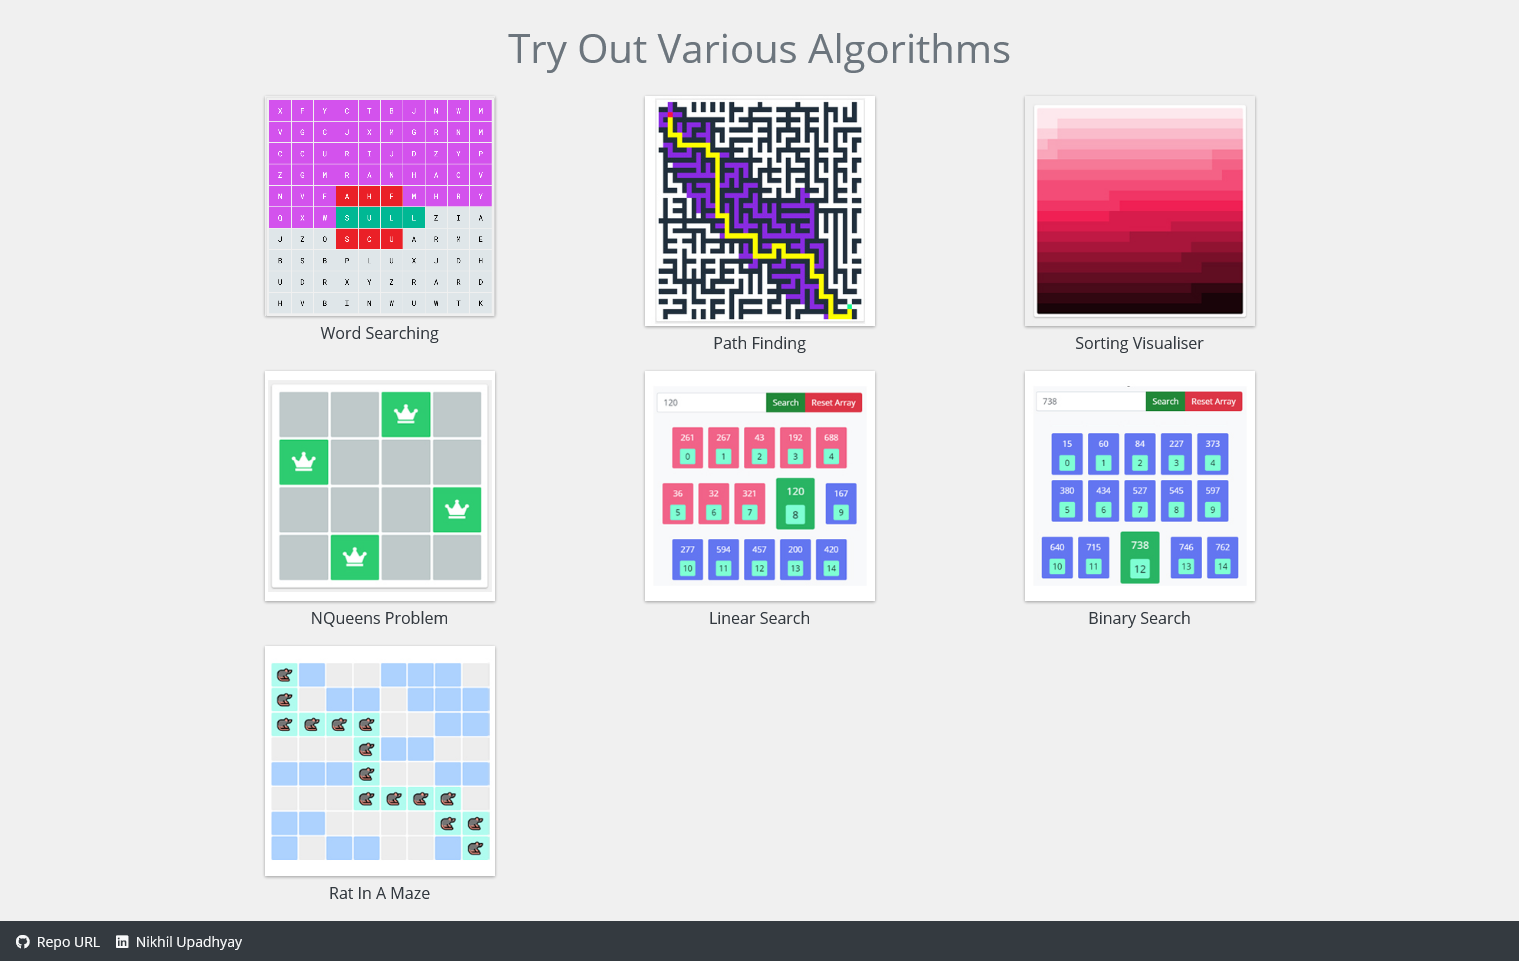 Try Out Various Algorithms
X F Y C T B J N W M
V G C J X M G R N M
C C U R T J D Z Y P
Z G M R A N H A C V
N V F A H F M H R Y
Q X W S U L L Z I A
J Z O S C U A R M E
B S B P L U X J D H
U D R X Y Z R A R D
H V B I N W U W T K
Word Searching
Path Finding
Sorting Visualiser
120 Search Reset Array
261 267 43 192 688
0 1 2 3 4
36 32 321 120 167
5 6 7 8 9
277 594 457 200 420
10 11 12 13 14
738 Search Reset Array
15 60 84 227 373
0 1 2 3 4
380 434 527 545 597
5 6 7 8 9
640 715 738 746 762
10 11 12 13 14
NQueens Problem
Linear Search
Binary Search
Rat In A Maze
Repo URL
Nikhil Upadhyay